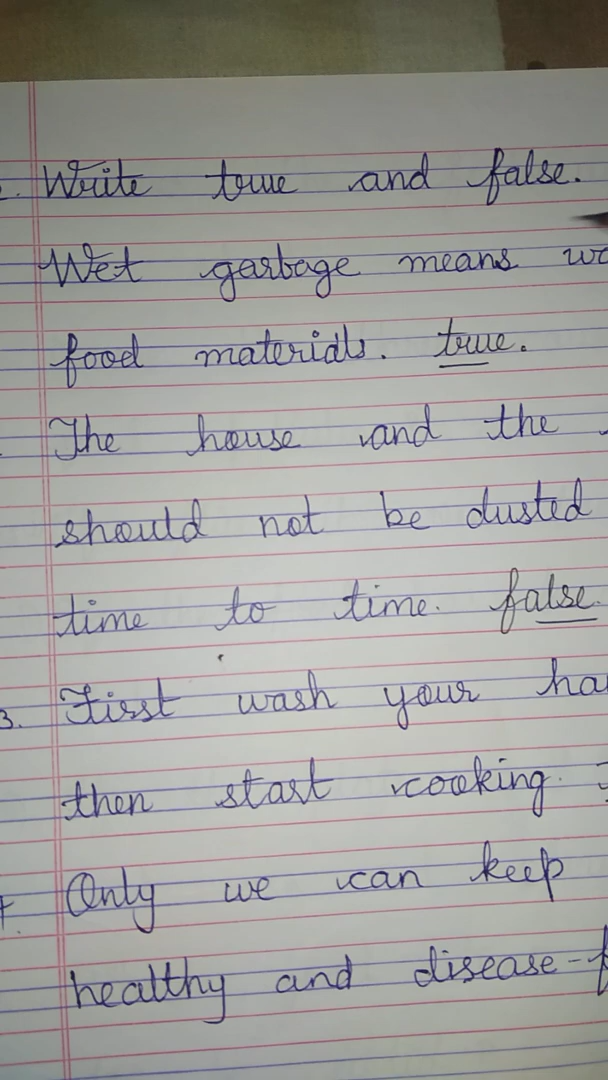 Write true and false.
Wet garbage means
food materials. true.
The house and the
should not be dusted
time to time. false.
3. First wash your
then start cooking.
Only we can keep
healthy and disease-